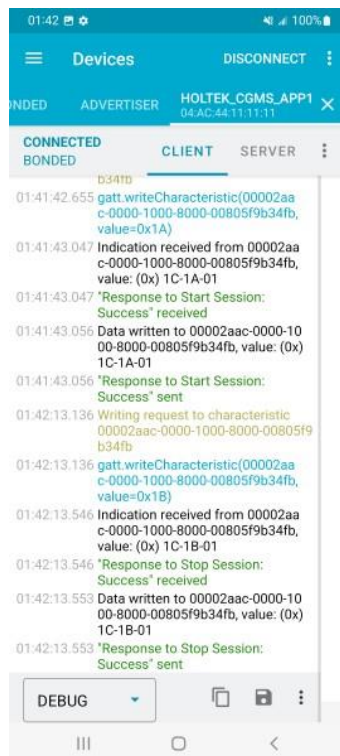 01:42 100%
Devices DISCONNECT
ONDED ADVERTISER HOLTEK_CGMS_APP1
04:AC:44:11:11:11
CONNECTED
BONDED
CLIENT SERVER
b34fb
01:41:42.655 gatt.writeCharacteristic(00002aa
c-0000-1000-8000-00805f9b34fb,
value=0x1A)
01:41:43.047 Indication received from 00002aa
c-0000-1000-8000-00805f9b34fb,
value: (0x) 1C-1A-01
01:41:43.047 "Response to Start Session:
Success" received
01:41:43.056 Data written to 00002aac-0000-10
00-8000-00805f9b34fb, value: (0x)
1C-1A-01
01:41:43.056 "Response to Start Session:
Success" sent
01:42:13.136 Writing request to characteristic
00002aac-0000-1000-8000-00805f9
b34fb
01:42:13.136 gatt.writeCharacteristic(00002aa
c-0000-1000-8000-00805f9b34fb,
value=0x1B)
01:42:13.546 Indication received from 00002aa
c-0000-1000-8000-00805f9b34fb,
value: (0x) 1C-1B-01
01:42:13.546 "Response to Stop Session:
Success" received
01:42:13.553 Data written to 00002aac-0000-10
00-8000-00805f9b34fb, value: (0x)
1C-1B-01
01:42:13.553 "Response to Stop Session:
Success" sent
DEBUG